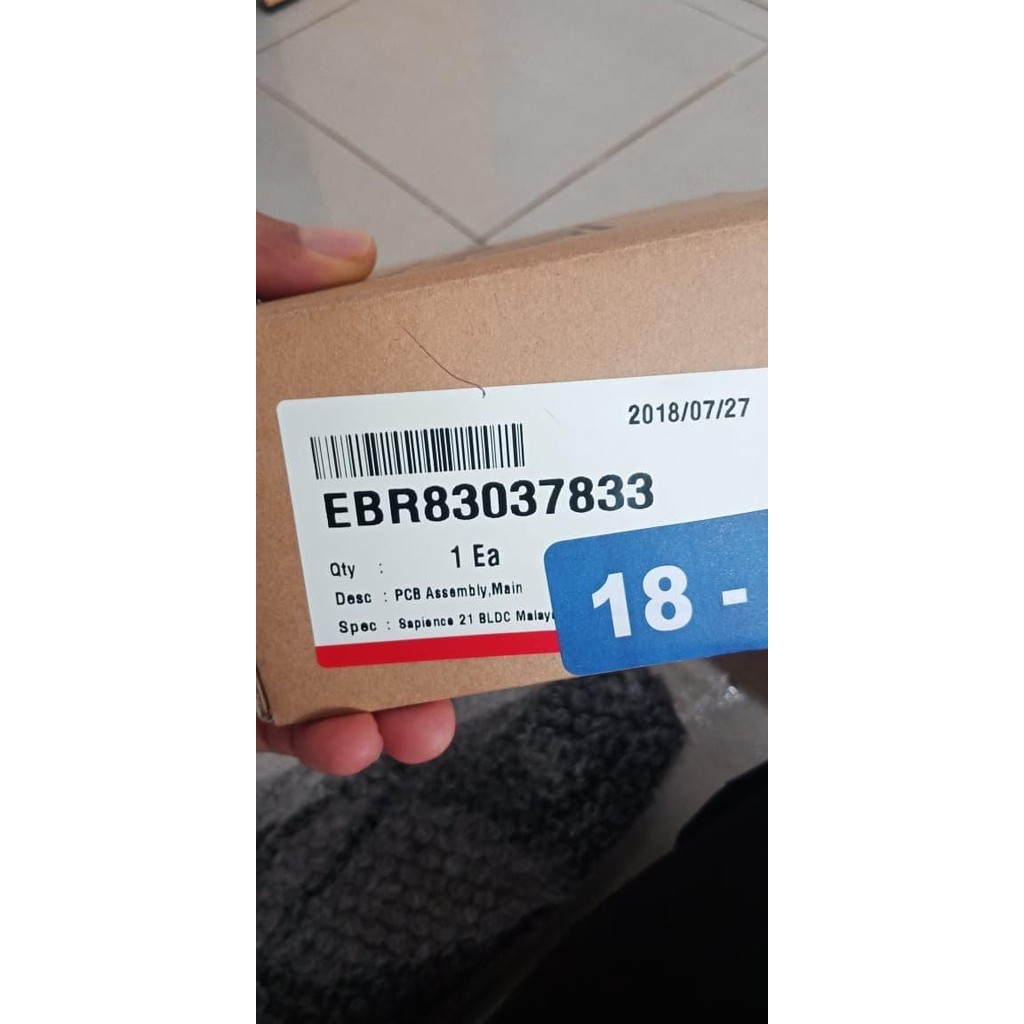 2018/07/27
EBR83037833
Qty : 1 Ea
Desc : PCB Assembly,Main
Spec : Sapience 21 BLDC
18 -